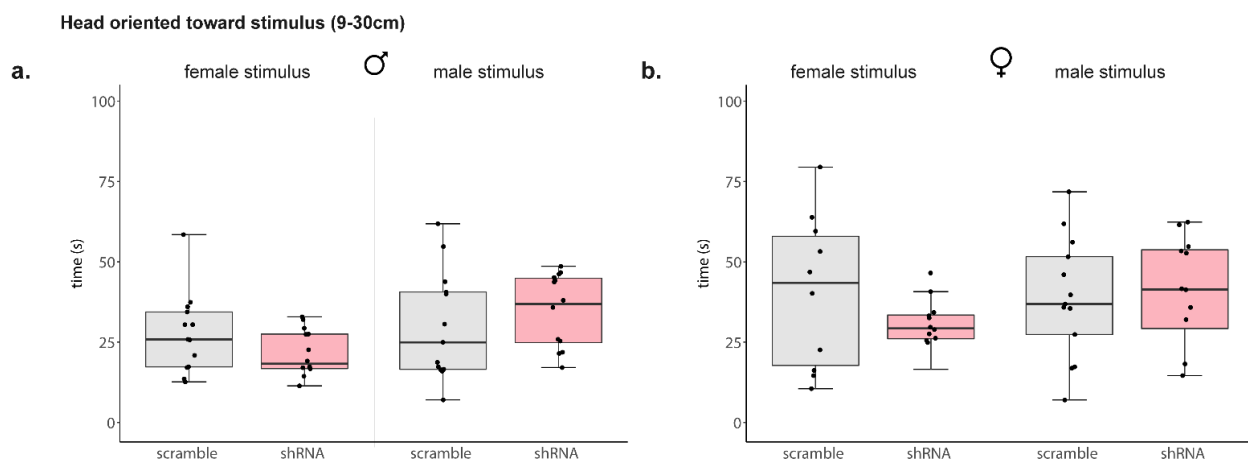 Head oriented toward stimulus (9-30cm)
a.
female stimulus
♂
male stimulus
time (s)
100
75
50
25
0
scramble
shRNA
scramble
shRNA
b.
female stimulus
♀
male stimulus
time (s)
100
75
50
25
0
scramble
shRNA
scramble
shRNA